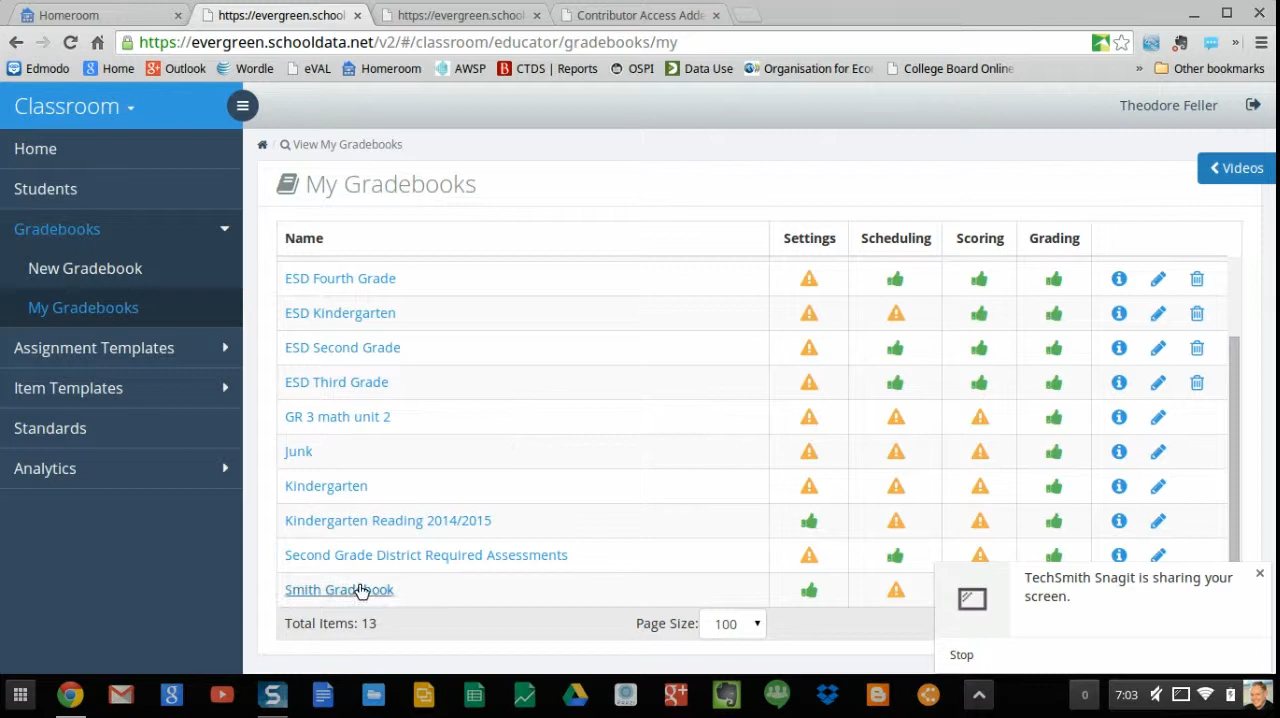 Homeroom × https://evergreen.school × https://evergreen.school × Contributor Access Adde ×
https://evergreen.schooldata.net/v2/#/classroom/educator/gradebooks/my
Edmodo Home Outlook Wordle eVAL Homeroom AWSP CTDS | Reports OSPI Data Use Organisation for Eco College Board Online » Other bookmarks
Classroom
Theodore Feller
Home
View My Gradebooks
Videos
My Gradebooks
Students
Gradebooks
New Gradebook
My Gradebooks
Assignment Templates
Item Templates
Standards
Analytics
Name Settings Scheduling Scoring Grading
ESD Fourth Grade
ESD Kindergarten
ESD Second Grade
ESD Third Grade
GR 3 math unit 2
Junk
Kindergarten
Kindergarten Reading 2014/2015
Second Grade District Required Assessments
Smith Gradebook
Total Items: 13 Page Size: 100
TechSmith Snagit is sharing your
screen.
Stop
0 7:03